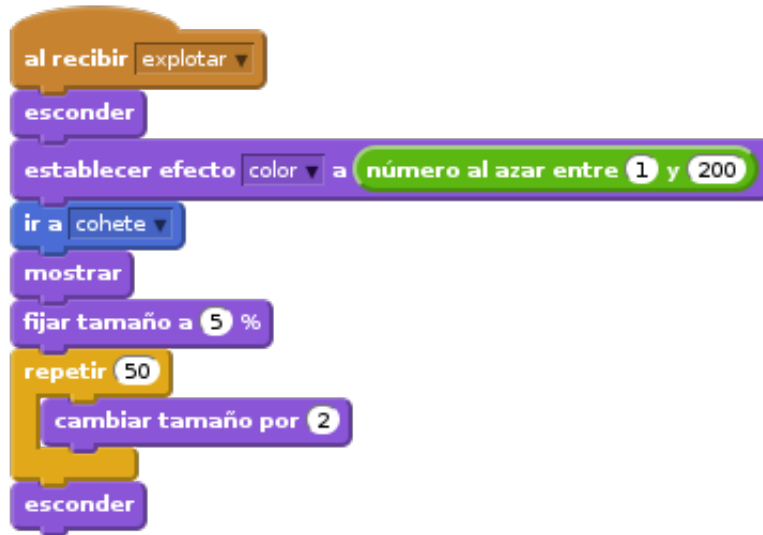 al recibir explotar
esconder
establecer efecto color a número al azar entre 1 y 200
ir a cohete
mostrar
fijar tamaño a 5 %
repetir 50
cambiar tamaño por 2
esconder